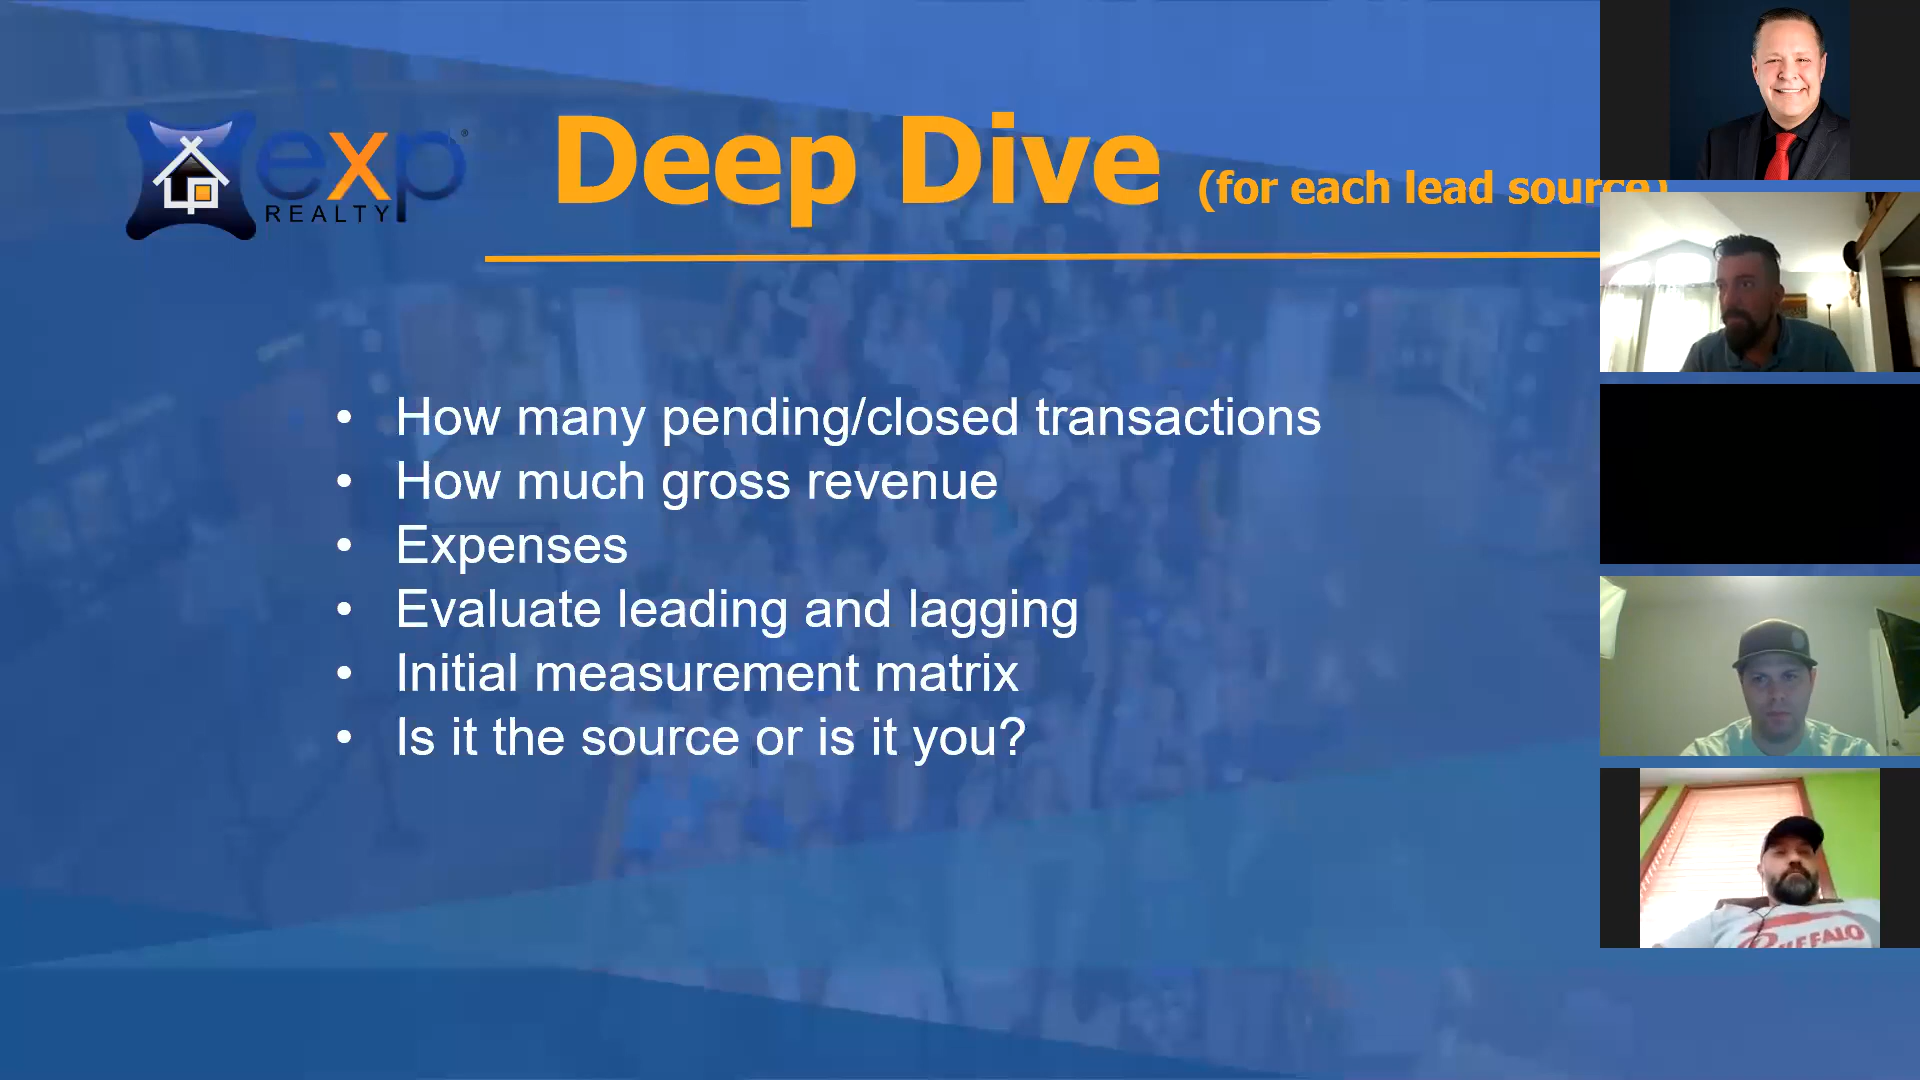 exp®
REALTY
Deep Dive (for each lead source)
• How many pending/closed transactions
• How much gross revenue
• Expenses
• Evaluate leading and lagging
• Initial measurement matrix
• Is it the source or is it you?
BUFFALO